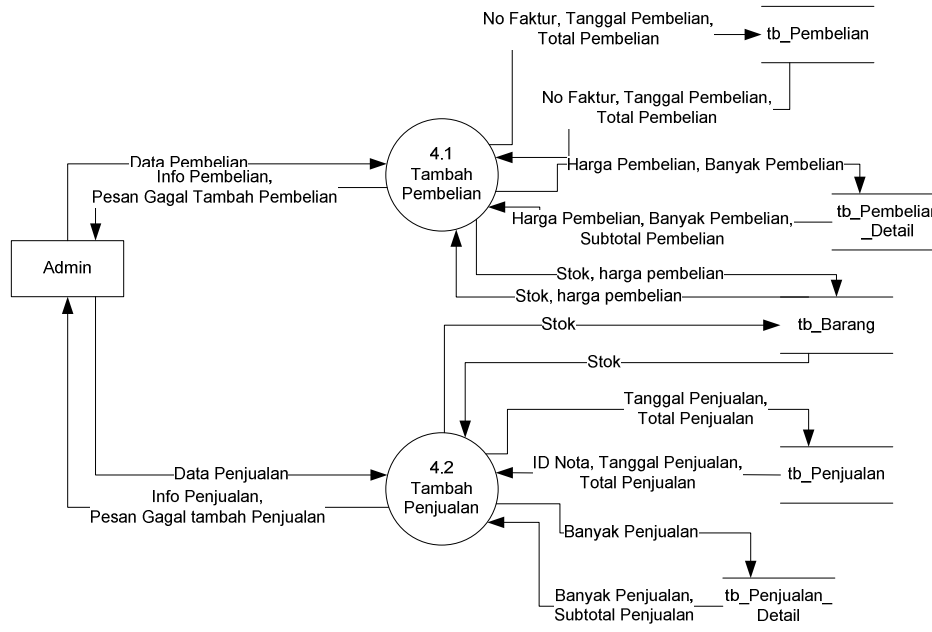 No Faktur, Tanggal Pembelian,
Total Pembelian
tb_Pembelian
No Faktur, Tanggal Pembelian,
Total Pembelian
4.1
Tambah
Pembelian
Data Pembelian
Info Pembelian,
Pesan Gagal Tambah Pembelian
Harga Pembelian, Banyak Pembelian
Harga Pembelian, Banyak Pembelian,
Subtotal Pembelian
tb_Pembelian
_Detail
Admin
Stok, harga pembelian
Stok, harga pembelian
Stok
tb_Barang
Stok
Tanggal Penjualan,
Total Penjualan
4.2
Tambah
Penjualan
Data Penjualan
Info Penjualan,
Pesan Gagal tambah Penjualan
ID Nota, Tanggal Penjualan,
Total Penjualan
tb_Penjualan
Banyak Penjualan
Banyak Penjualan,
Subtotal Penjualan
tb_Penjualan_
Detail